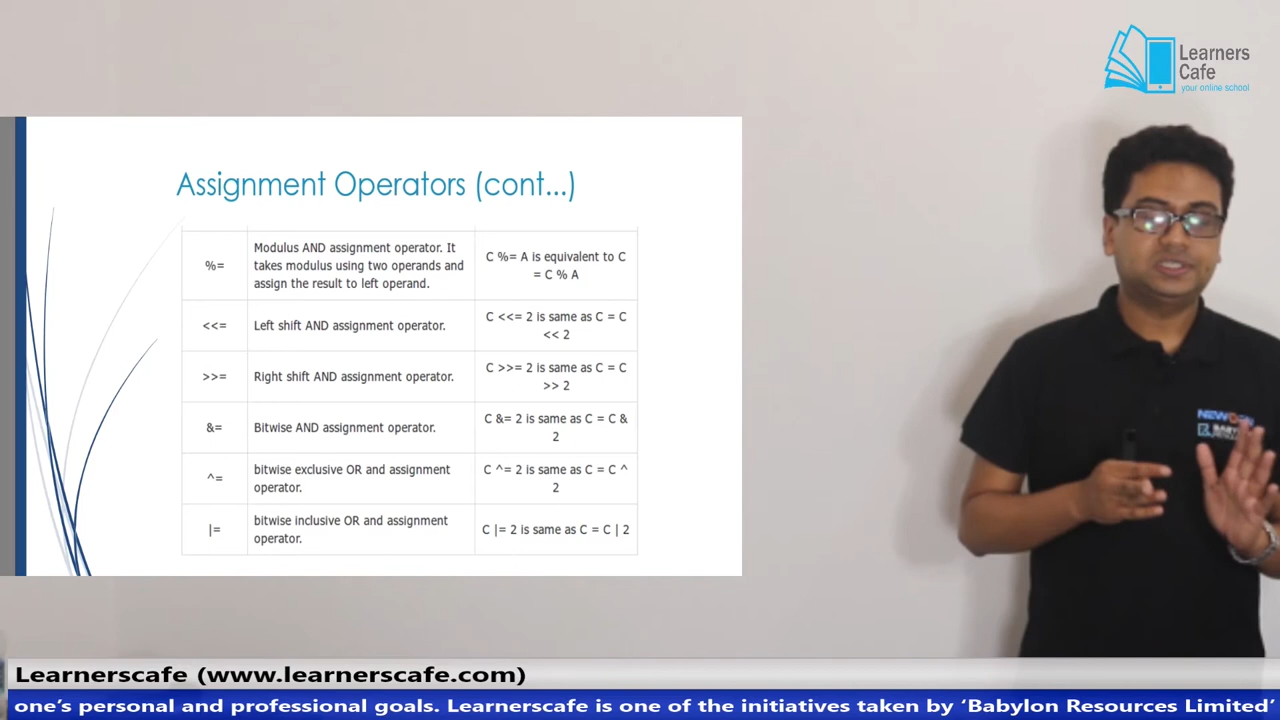 Learners
Cafe
your online school
Assignment Operators (cont...)
%=
Modulus AND assignment operator. It
takes modulus using two operands and
assign the result to left operand.
C %= A is equivalent to C
= C % A
<<=
Left shift AND assignment operator.
C <<= 2 is same as C = C
<< 2
>>=
Right shift AND assignment operator.
C >>= 2 is same as C = C
>> 2
&=
Bitwise AND assignment operator.
C &= 2 is same as C = C &
2
^=
bitwise exclusive OR and assignment
operator.
C ^= 2 is same as C = C ^
2
|=
bitwise inclusive OR and assignment
operator.
C |= 2 is same as C = C | 2
Learnerscafe (www.learnerscafe.com)
one's personal and professional goals. Learnerscafe is one of the initiatives taken by ‘Babylon Resources Limited’